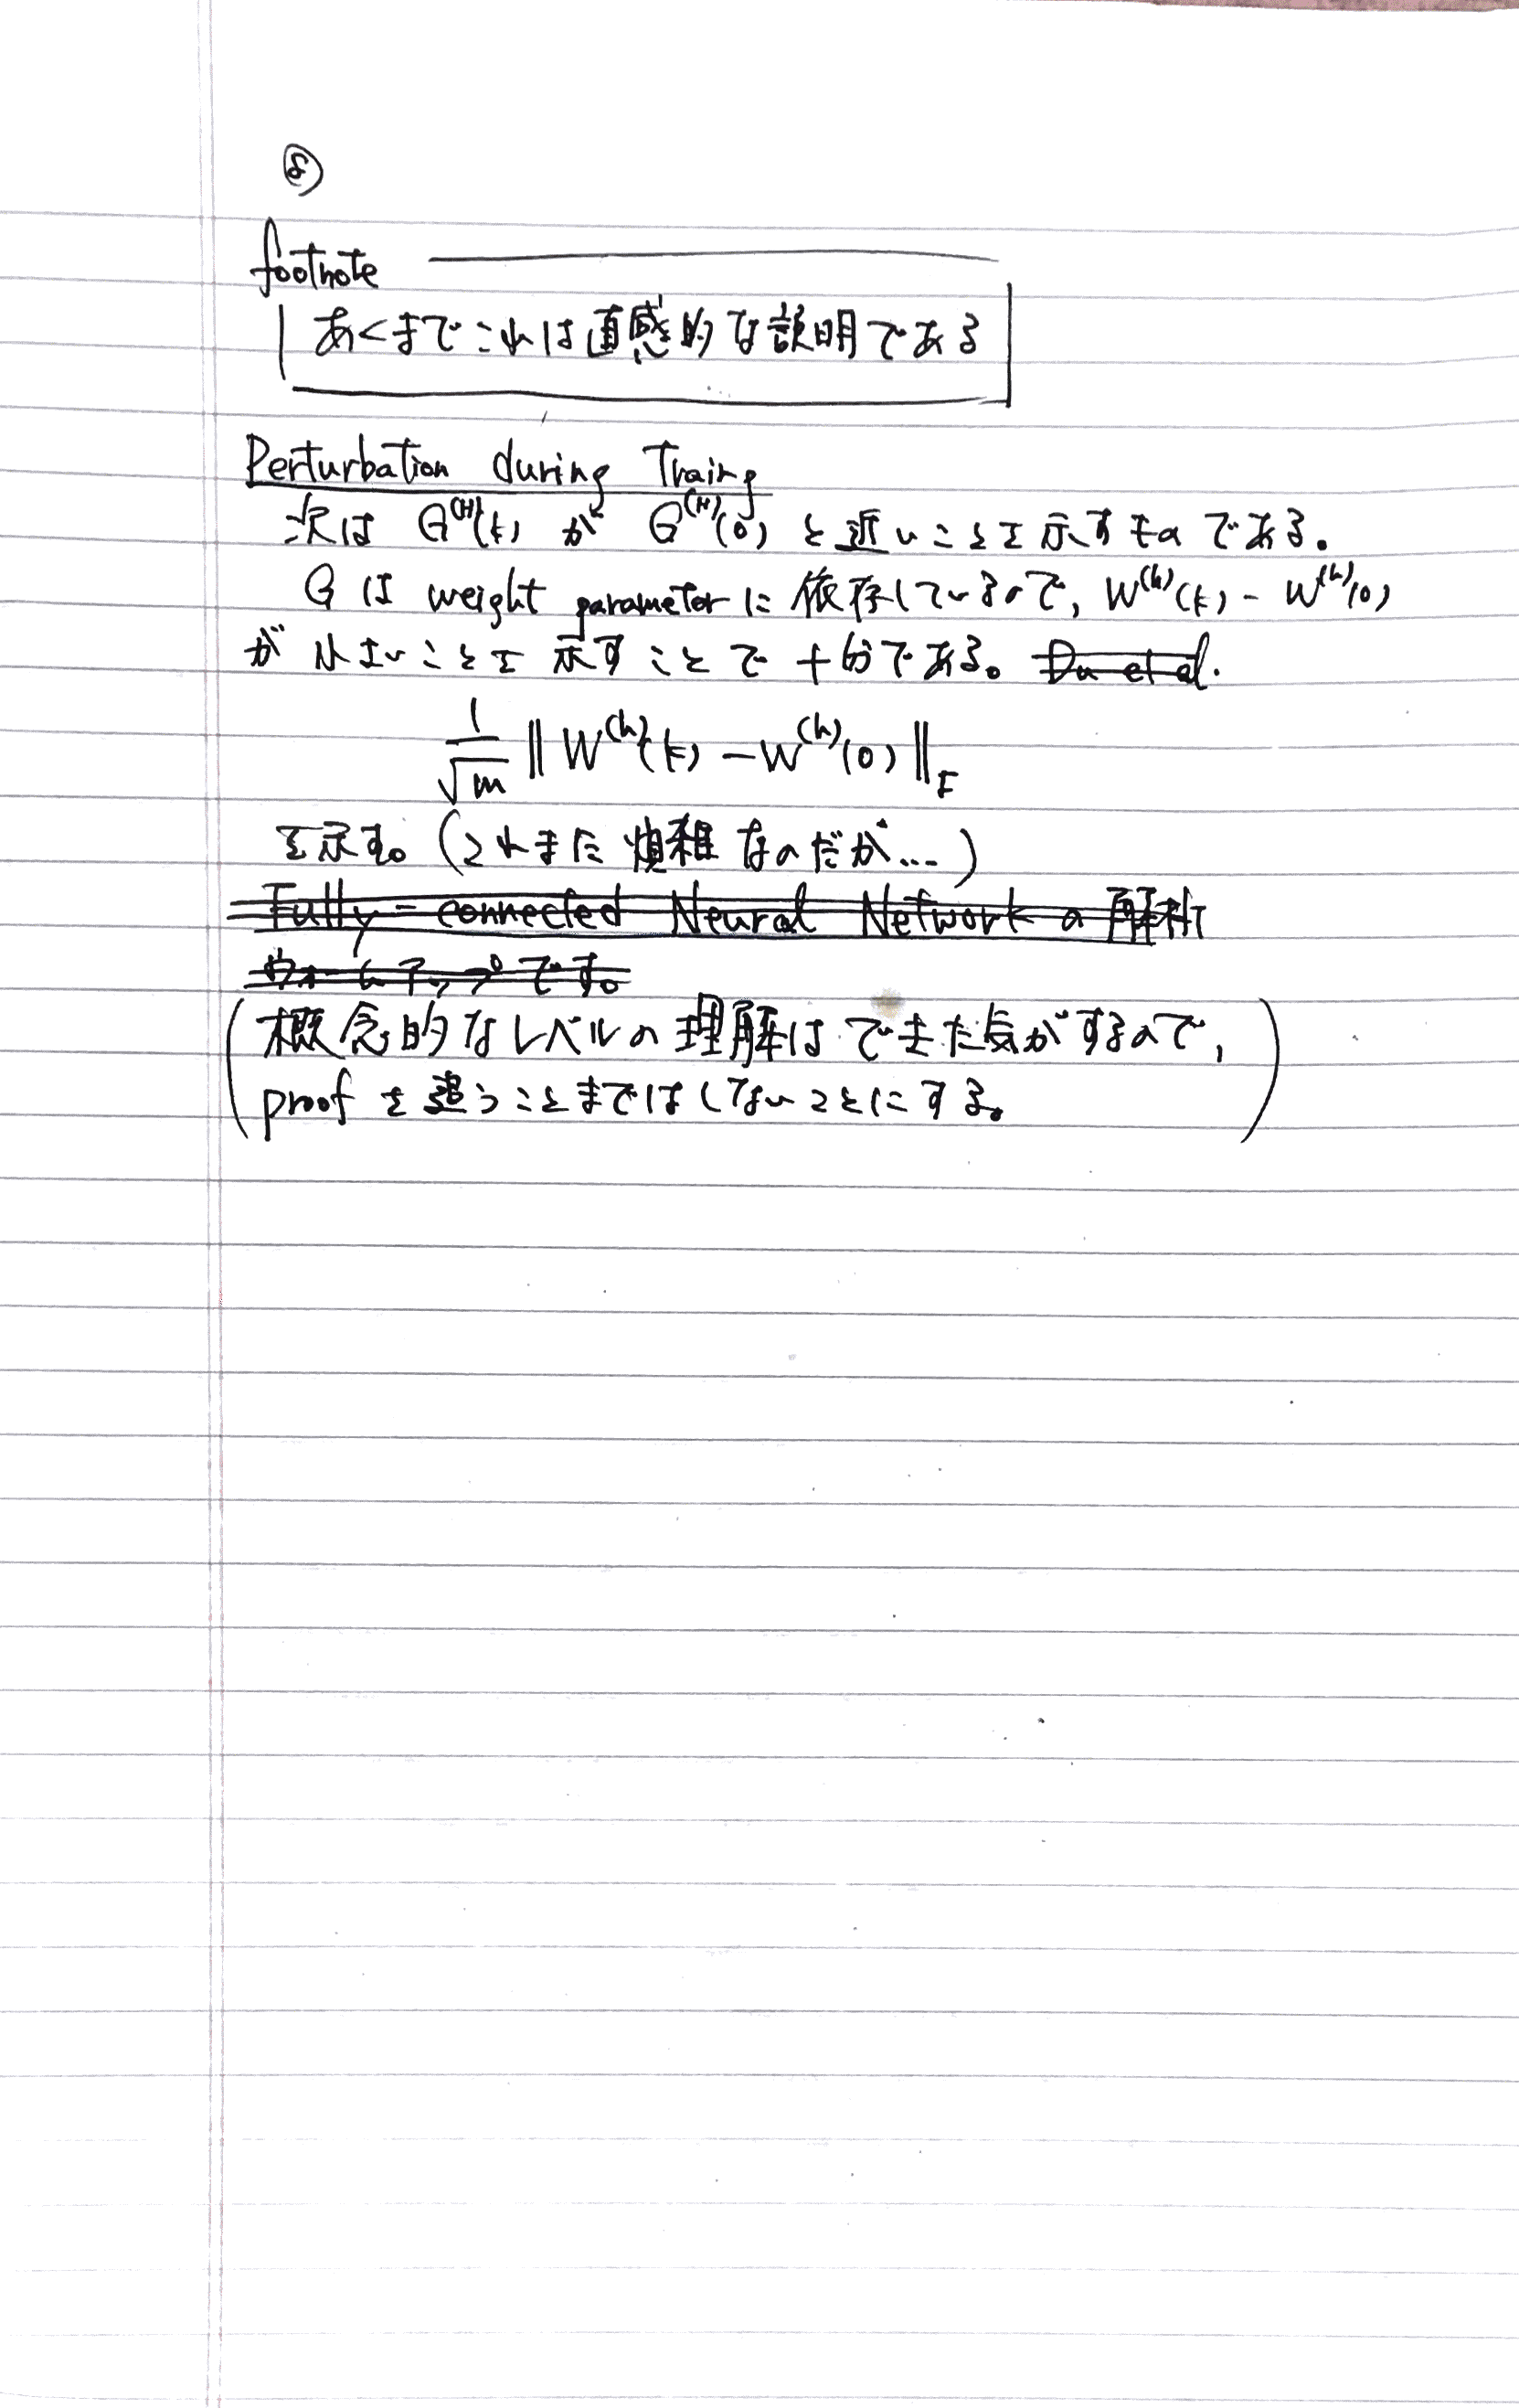 ⑧
footnote
あくまでこれは直感的な説明である
Perturbation during Traing
次は G^(H)(k) が G^(H)(0) と近いことを示すものである。
G は weight parameter に依存しているので, W^(h)(k) - W^(h)(0)
が小さいことを示すことで十分である。 Du et al.
1/√m ‖ W^(h)(k) - W^(h)(0) ‖_F
を示す。(これまた煩雑なのだが...)
Fully-connected Neural Network の解析
ウォームアップです。
(概念的なレベルの理解はできた気がするので,
proof を追うことまではしないことにする。)